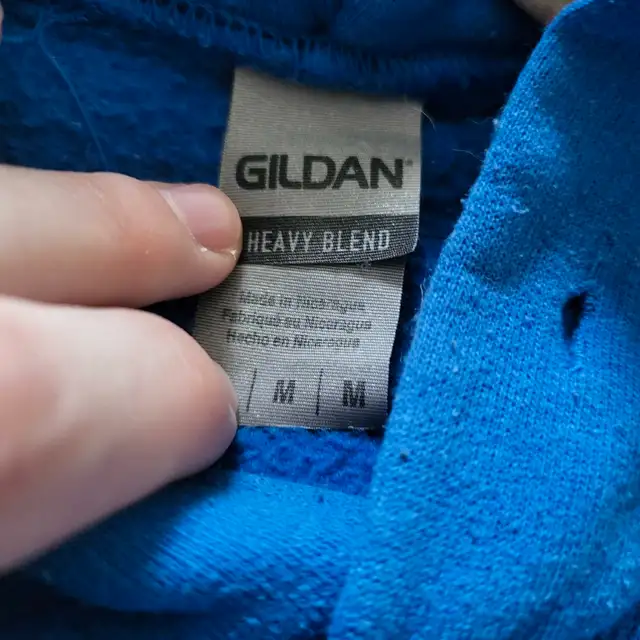 GILDAN®
HEAVY BLEND
Made in Nicaragua
Fabriqué au Nicaragua
Hecho en Nicaragua
| M | M